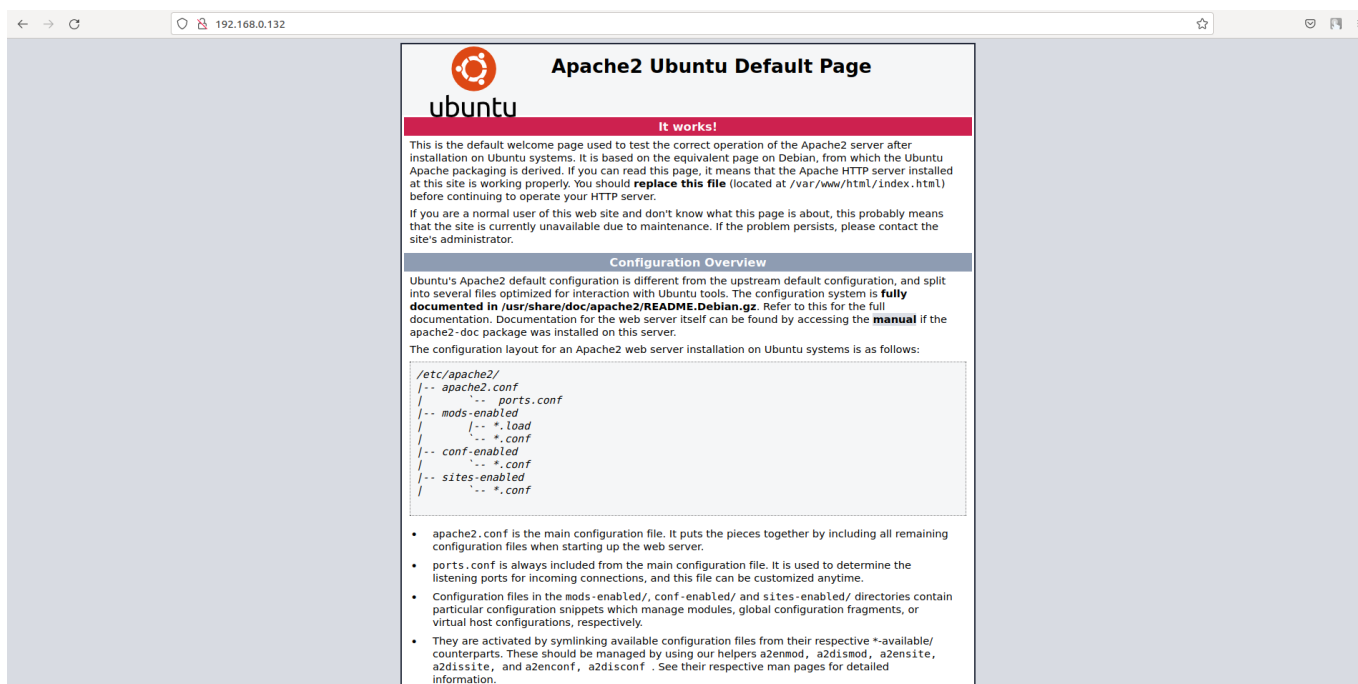 192.168.0.132
Apache2 Ubuntu Default Page
ubuntu
It works!
This is the default welcome page used to test the correct operation of the Apache2 server after
installation on Ubuntu systems. It is based on the equivalent page on Debian, from which the Ubuntu
Apache packaging is derived. If you can read this page, it means that the Apache HTTP server installed
at this site is working properly. You should replace this file (located at /var/www/html/index.html)
before continuing to operate your HTTP server.
If you are a normal user of this web site and don't know what this page is about, this probably means
that the site is currently unavailable due to maintenance. If the problem persists, please contact the
site's administrator.
Configuration Overview
Ubuntu's Apache2 default configuration is different from the upstream default configuration, and split
into several files optimized for interaction with Ubuntu tools. The configuration system is fully
documented in /usr/share/doc/apache2/README.Debian.gz. Refer to this for the full
documentation. Documentation for the web server itself can be found by accessing the manual if the
apache2-doc package was installed on this server.
The configuration layout for an Apache2 web server installation on Ubuntu systems is as follows:
/etc/apache2/
|-- apache2.conf
|       `--  ports.conf
|-- mods-enabled
|       |-- *.load
|       `-- *.conf
|-- conf-enabled
|       `-- *.conf
|-- sites-enabled
|       `-- *.conf
• apache2.conf is the main configuration file. It puts the pieces together by including all remaining
configuration files when starting up the web server.
• ports.conf is always included from the main configuration file. It is used to determine the
listening ports for incoming connections, and this file can be customized anytime.
• Configuration files in the mods-enabled/, conf-enabled/ and sites-enabled/ directories contain
particular configuration snippets which manage modules, global configuration fragments, or
virtual host configurations, respectively.
• They are activated by symlinking available configuration files from their respective *-available/
counterparts. These should be managed by using our helpers a2enmod, a2dismod, a2ensite,
a2dissite, and a2enconf, a2disconf . See their respective man pages for detailed
information.